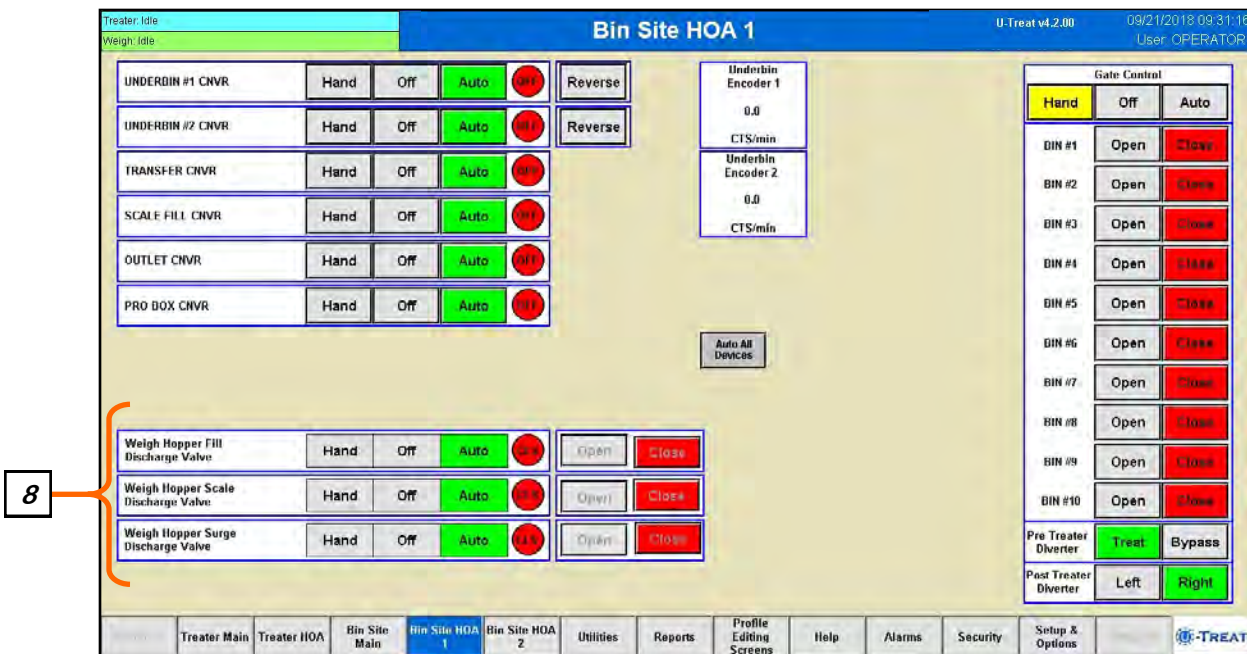 Treater: Idle
Weigh: Idle
Bin Site HOA 1
U-Treat v4.2.00
09/21/2018 09:31:16
User: OPERATOR
UNDERBIN #1 CNVR Hand Off Auto OFF Reverse
UNDERBIN #2 CNVR Hand Off Auto OFF Reverse
TRANSFER CNVR Hand Off Auto OFF
SCALE FILL CNVR Hand Off Auto OFF
OUTLET CNVR Hand Off Auto OFF
PRO BOX CNVR Hand Off Auto OFF
Underbin
Encoder 1
0.0
CTS/min
Underbin
Encoder 2
0.0
CTS/min
Auto All
Devices
8
Weigh Hopper Fill
Discharge Valve
Hand Off Auto Open Close
Weigh Hopper Scale
Discharge Valve
Hand Off Auto Open Close
Weigh Hopper Surge
Discharge Valve
Hand Off Auto Open Close
Gate Control
Hand Off Auto
BIN #1 Open Close
BIN #2 Open Close
BIN #3 Open Close
BIN #4 Open Close
BIN #5 Open Close
BIN #6 Open Close
BIN #7 Open Close
BIN #8 Open Close
BIN #9 Open Close
BIN #10 Open Close
Pre Treater
Diverter
Treat Bypass
Post Treater
Diverter
Left Right
Treater Main
Treater HOA
Bin Site
Main
Bin Site HOA
1
Bin Site HOA
2
Utilities
Reports
Profile
Editing
Screens
Help
Alarms
Security
Setup &
Options
U-TREAT